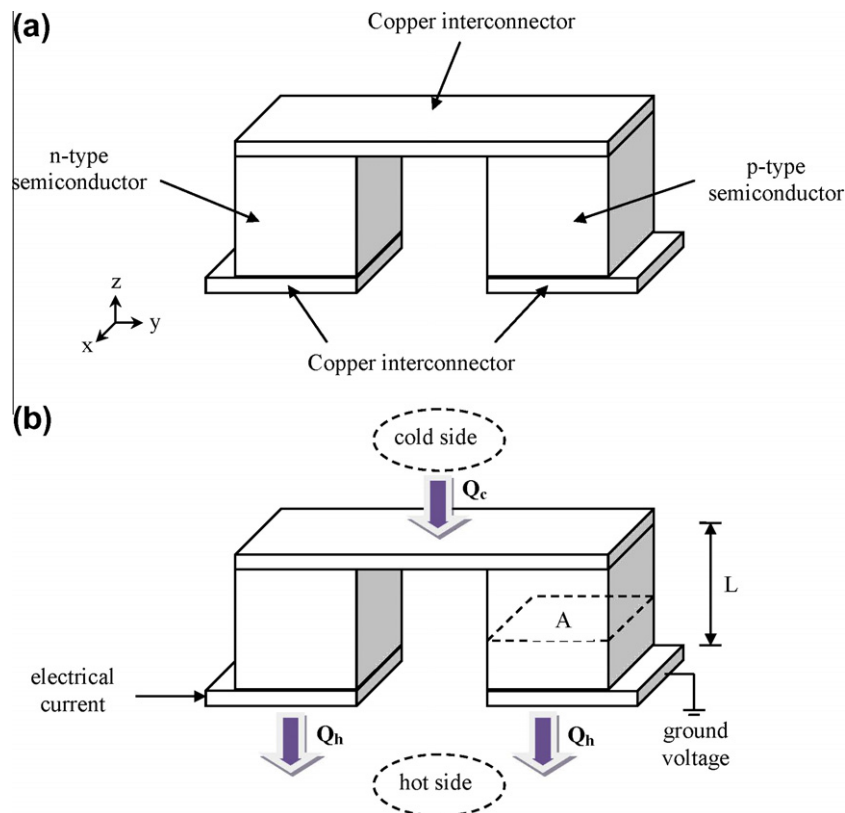 (a)
Copper interconnector
n-type
semiconductor
p-type
semiconductor
z
y
x
Copper interconnector
(b)
cold side
Qc
L
A
electrical
current
Qh
Qh
ground
voltage
hot side